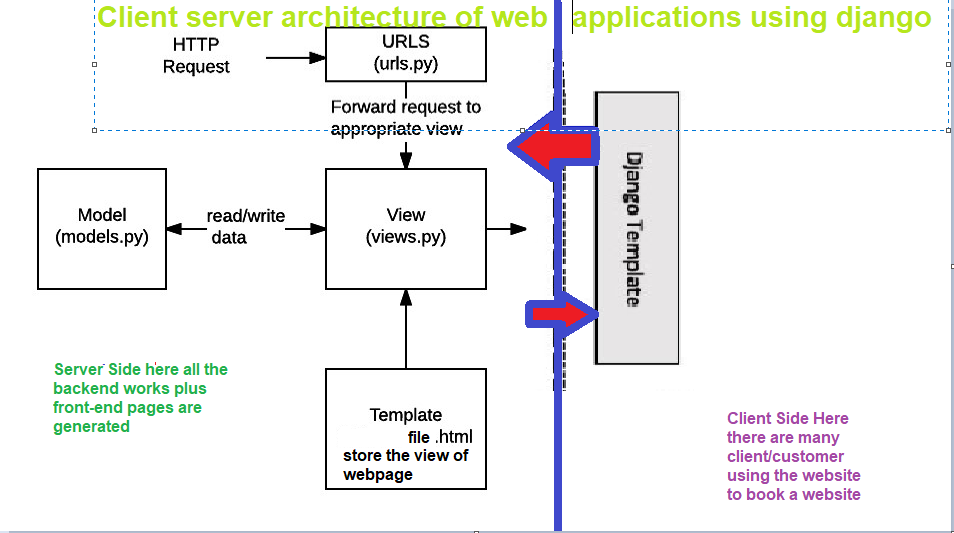 Client server architecture of web applications using django
HTTP
Request
URLS
(urls.py)
Forward request to
appropriate view
Model
(models.py)
read/write
data
View
(views.py)
Django Template
Server Side here all the
backend works plus
front-end pages are
generated
Template
file .html
store the view of
webpage
Client Side Here
there are many
client/customer
using the website
to book a website